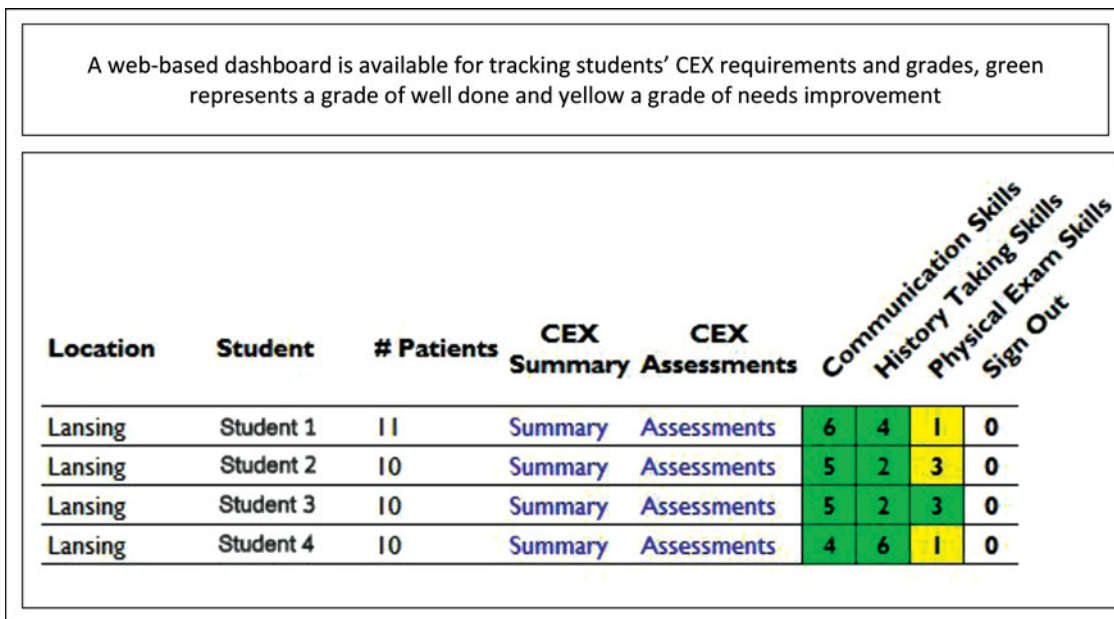 A web-based dashboard is available for tracking students’ CEX requirements and grades, green
represents a grade of well done and yellow a grade of needs improvement
Location Student # Patients CEX Summary CEX Assessments Communication Skills History Taking Skills Physical Exam Skills Sign Out
Lansing Student 1 11 Summary Assessments 6 4 1 0
Lansing Student 2 10 Summary Assessments 5 2 3 0
Lansing Student 3 10 Summary Assessments 5 2 3 0
Lansing Student 4 10 Summary Assessments 4 6 1 0